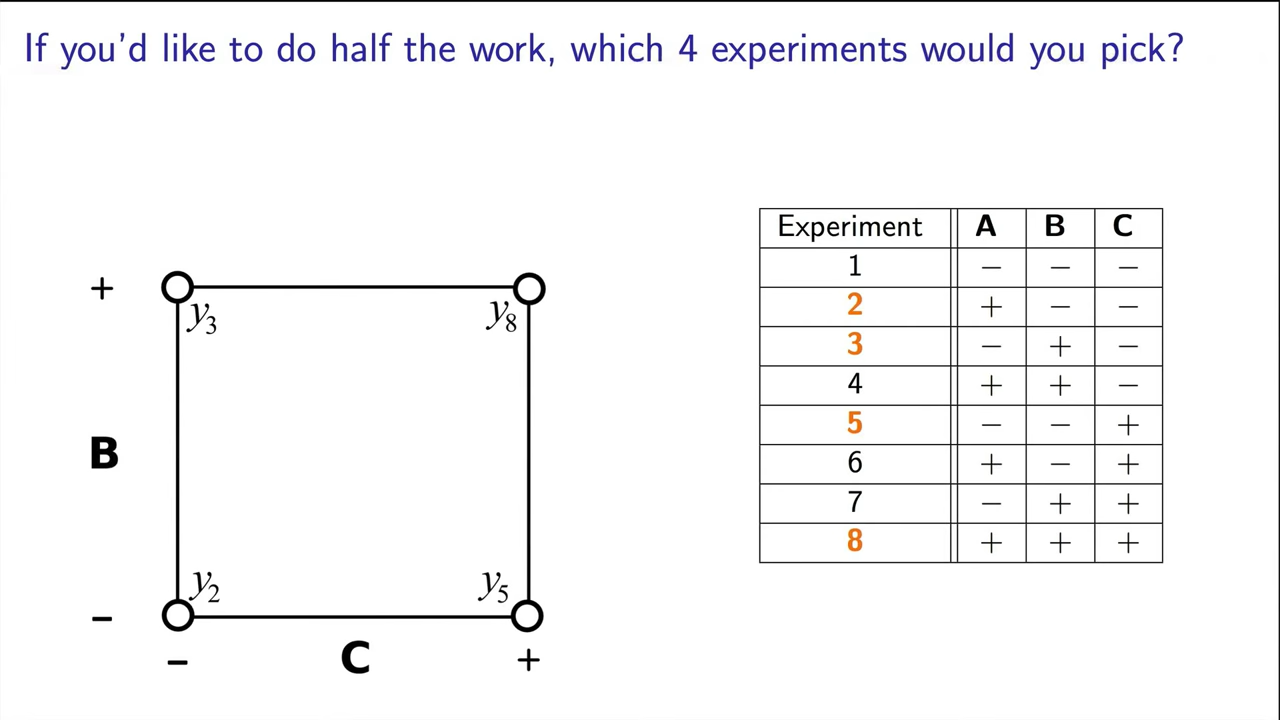 If you'd like to do half the work, which 4 experiments would you pick?
+ y₃ y₈
B
− y₂ y₅
− C +
Experiment A B C
1 − − −
2 + − −
3 − + −
4 + + −
5 − − +
6 + − +
7 − + +
8 + + +